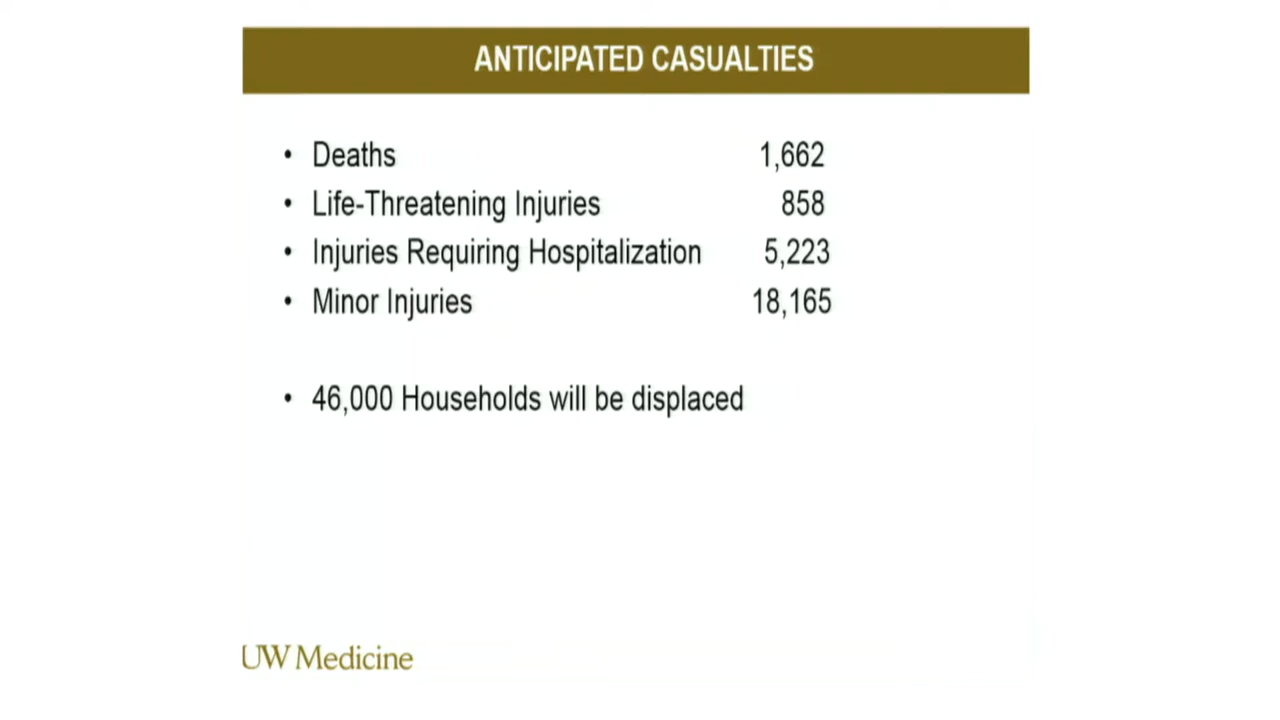 ANTICIPATED CASUALTIES
• Deaths 1,662
• Life-Threatening Injuries 858
• Injuries Requiring Hospitalization 5,223
• Minor Injuries 18,165
• 46,000 Households will be displaced
UW Medicine